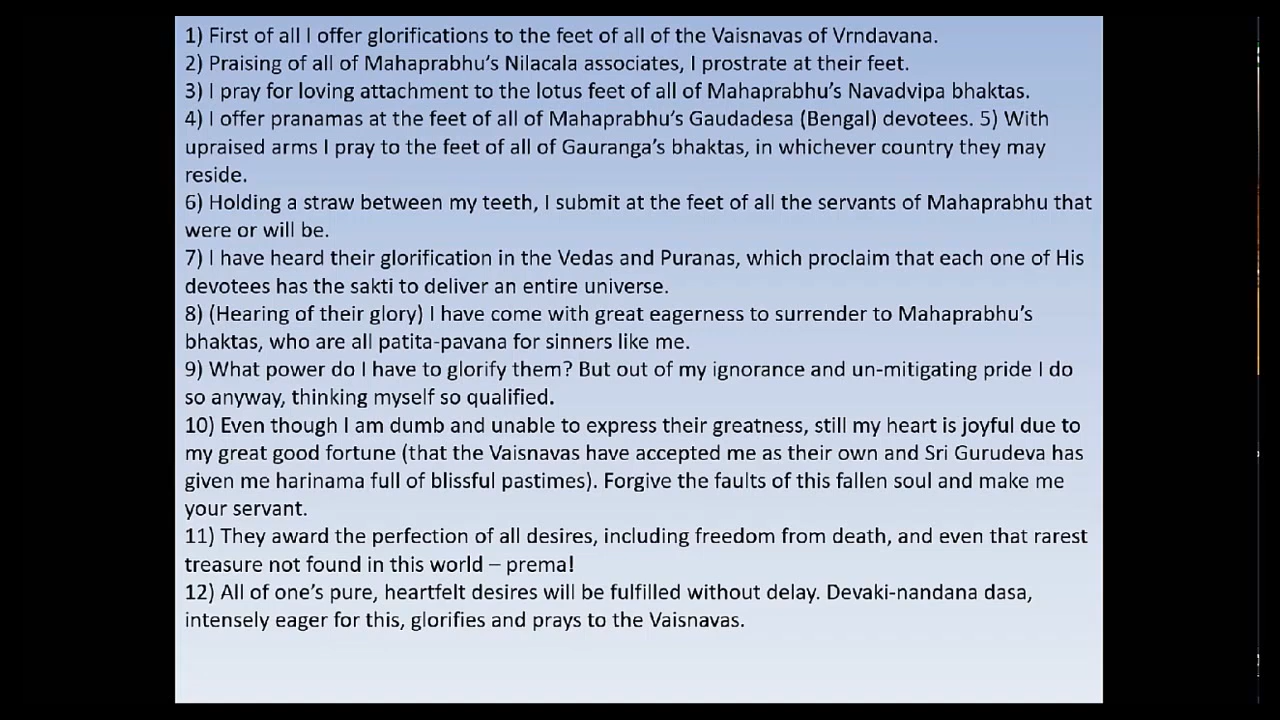 1) First of all I offer glorifications to the feet of all of the Vaisnavas of Vrndavana.
2) Praising of all of Mahaprabhu's Nilacala associates, I prostrate at their feet.
3) I pray for loving attachment to the lotus feet of all of Mahaprabhu's Navadvipa bhaktas.
4) I offer pranamas at the feet of all of Mahaprabhu's Gaudadesa (Bengal) devotees. 5) With
upraised arms I pray to the feet of all of Gauranga's bhaktas, in whichever country they may
reside.
6) Holding a straw between my teeth, I submit at the feet of all the servants of Mahaprabhu that
were or will be.
7) I have heard their glorification in the Vedas and Puranas, which proclaim that each one of His
devotees has the sakti to deliver an entire universe.
8) (Hearing of their glory) I have come with great eagerness to surrender to Mahaprabhu's
bhaktas, who are all patita-pavana for sinners like me.
9) What power do I have to glorify them? But out of my ignorance and un-mitigating pride I do
so anyway, thinking myself so qualified.
10) Even though I am dumb and unable to express their greatness, still my heart is joyful due to
my great good fortune (that the Vaisnavas have accepted me as their own and Sri Gurudeva has
given me harinama full of blissful pastimes). Forgive the faults of this fallen soul and make me
your servant.
11) They award the perfection of all desires, including freedom from death, and even that rarest
treasure not found in this world – prema!
12) All of one's pure, heartfelt desires will be fulfilled without delay. Devaki-nandana dasa,
intensely eager for this, glorifies and prays to the Vaisnavas.